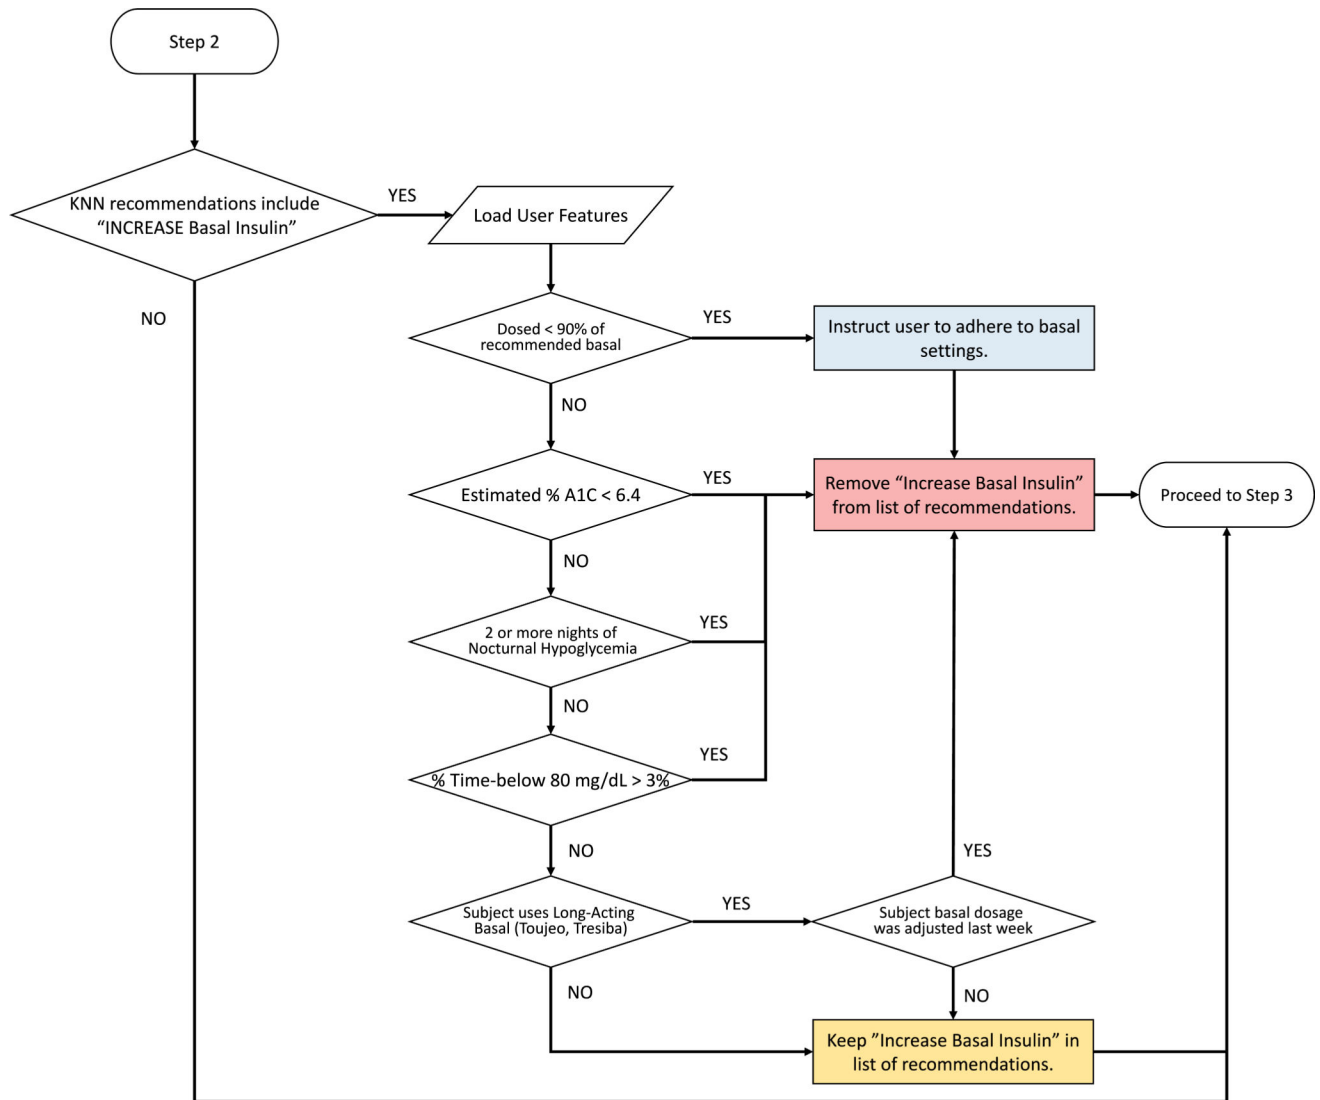 Step 2
KNN recommendations include
“INCREASE Basal Insulin”
YES
Load User Features
NO
Dosed < 90% of
recommended basal
YES
Instruct user to adhere to basal
settings.
NO
Estimated % A1C < 6.4
YES
Remove “Increase Basal Insulin”
from list of recommendations.
Proceed to Step 3
NO
2 or more nights of
Nocturnal Hypoglycemia
YES
NO
% Time-below 80 mg/dL > 3%
YES
NO
Subject uses Long-Acting
Basal (Toujeo, Tresiba)
YES
Subject basal dosage
was adjusted last week
YES
NO
NO
Keep ”Increase Basal Insulin” in
list of recommendations.